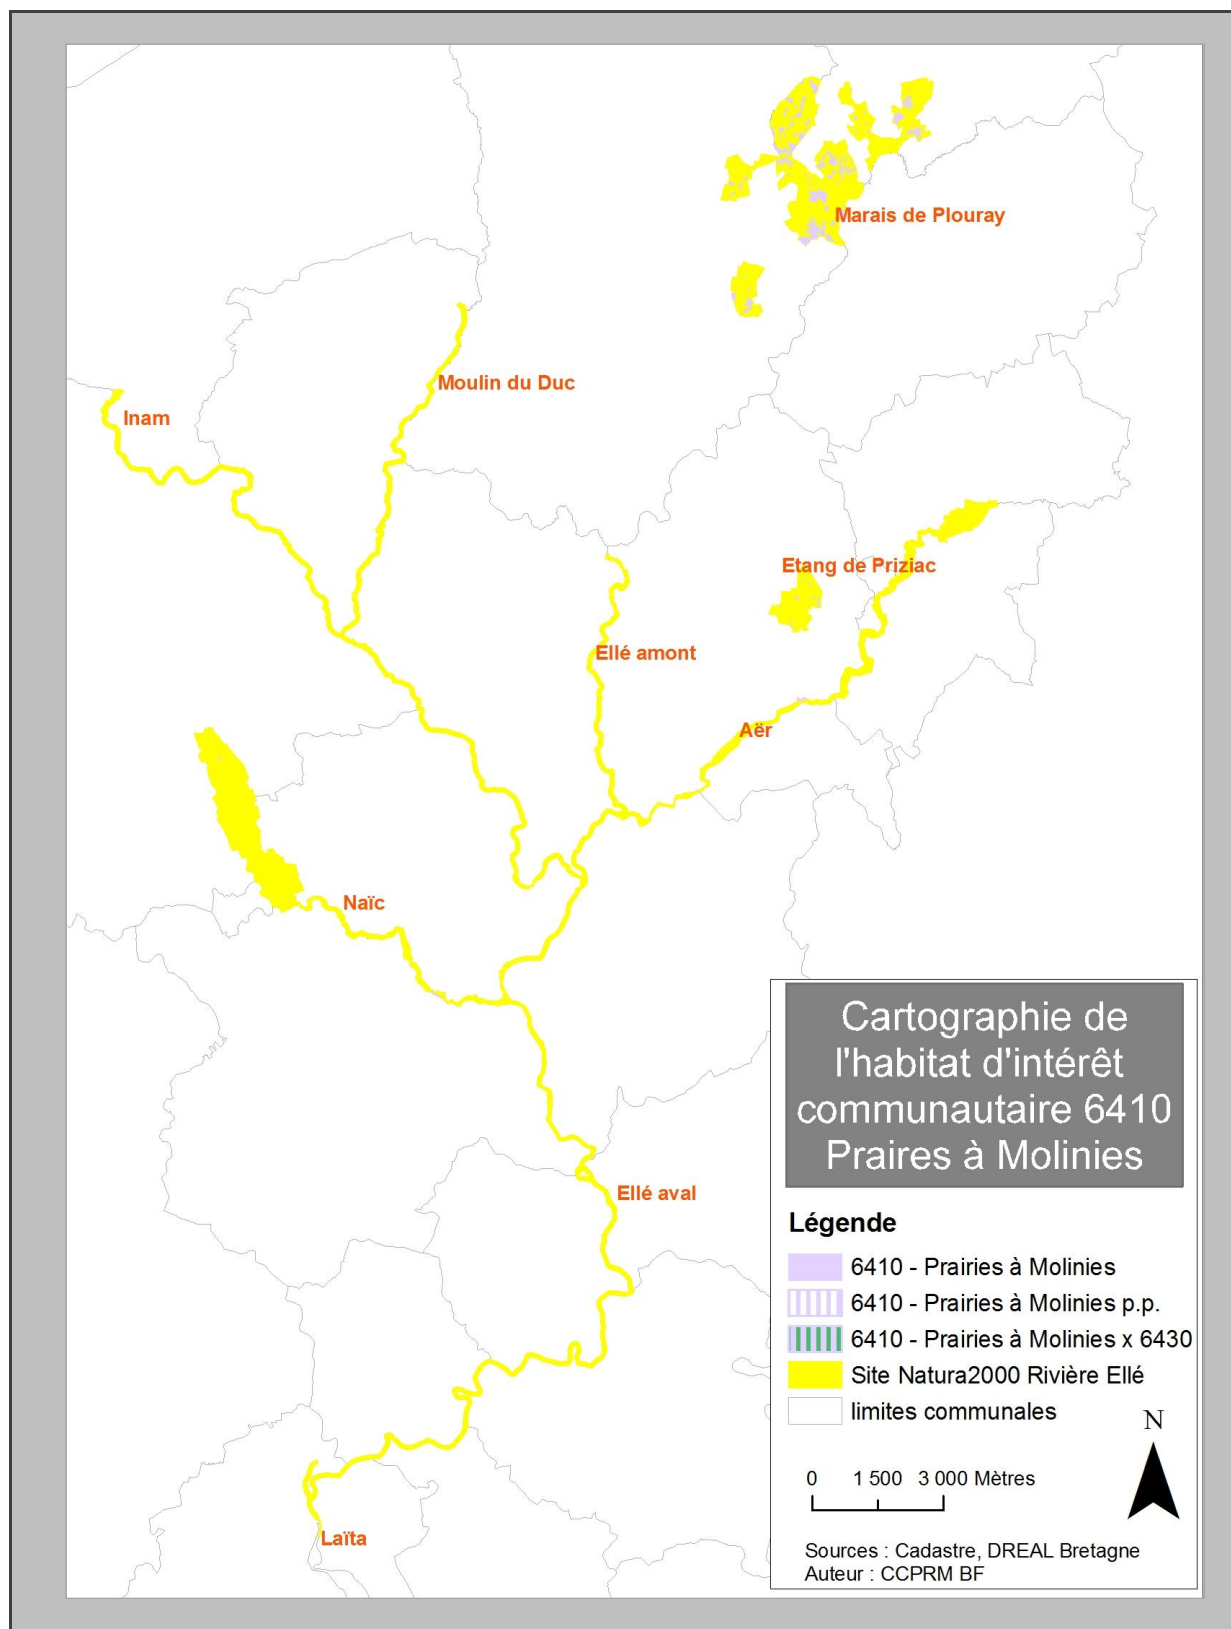 Marais de Plouray
Moulin du Duc
Inam
Etang de Priziac
Ellé amont
Aër
Naïc
Ellé aval
Laïta
Cartographie de
l'habitat d'intérêt
communautaire 6410
Praires à Molinies
Légende
6410 - Prairies à Molinies
6410 - Prairies à Molinies p.p.
6410 - Prairies à Molinies x 6430
Site Natura2000 Rivière Ellé
limites communales
N
0 1 500 3 000 Mètres
Sources : Cadastre, DREAL Bretagne
Auteur : CCPRM BF